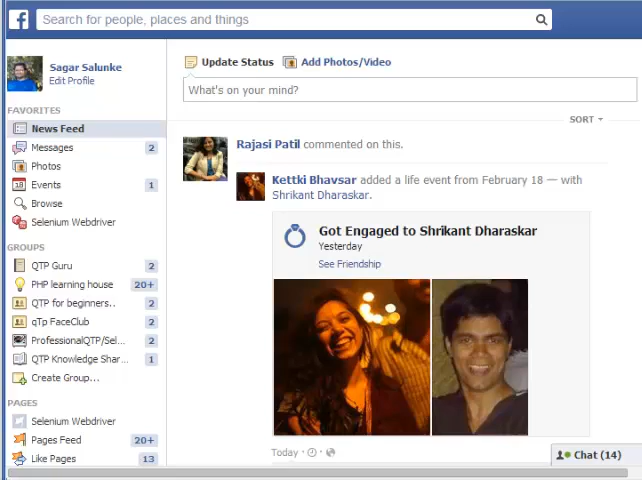 f
Search for people, places and things
Sagar Salunke
Edit Profile
FAVORITES
News Feed
Messages 2
Photos
Events 1
Browse
Selenium Webdriver
GROUPS
QTP Guru 2
PHP learning house 20+
QTP for beginners.. 2
qTp FaceClub 2
ProfessionalQTP/Sel... 2
QTP Knowledge Shar... 1
Create Group...
PAGES
Selenium Webdriver
Pages Feed 20+
Like Pages 13
Update Status Add Photos/Video
What's on your mind?
SORT
Rajasi Patil commented on this.
Kettki Bhavsar added a life event from February 18 — with
Shrikant Dharaskar.
Got Engaged to Shrikant Dharaskar
Yesterday
See Friendship
Today ·
Chat (14)